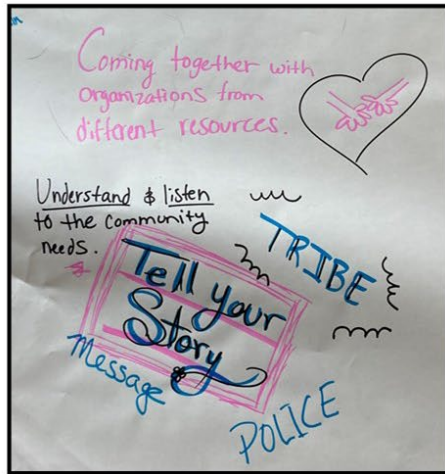 Coming together with
organizations from
different resources.
Understand & listen
to the community
needs.
TRIBE
Tell your
Story
Message
POLICE